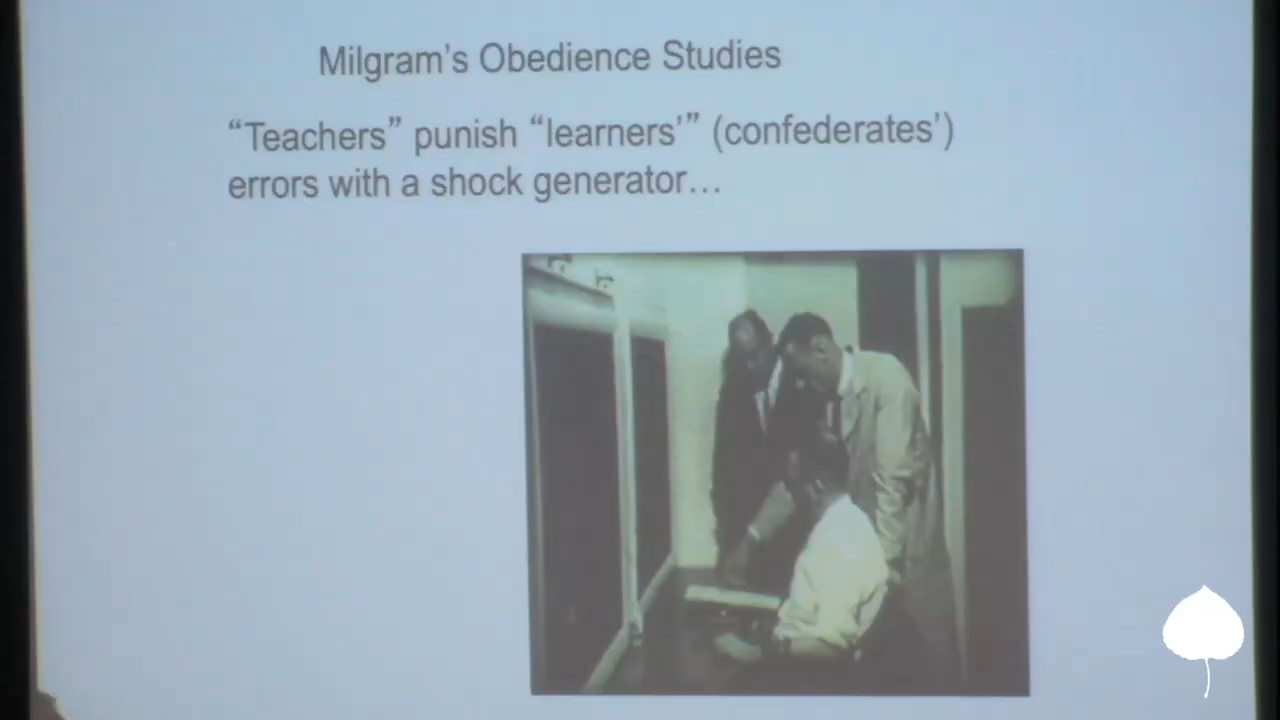 Milgram's Obedience Studies
“Teachers” punish “learners’” (confederates’)
errors with a shock generator…